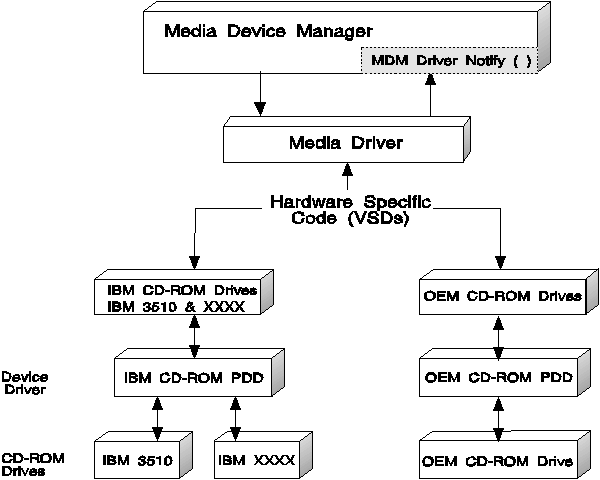 Media Device Manager
MDM Driver Notify ( )
Media Driver
Hardware Specific
Code (VSDs)
IBM CD-ROM Drives
IBM 3510 & XXXX
OEM CD-ROM Drives
Device
Driver
IBM CD-ROM PDD
OEM CD-ROM PDD
CD-ROM
Drives
IBM 3510
IBM XXXX
OEM CD-ROM Drive